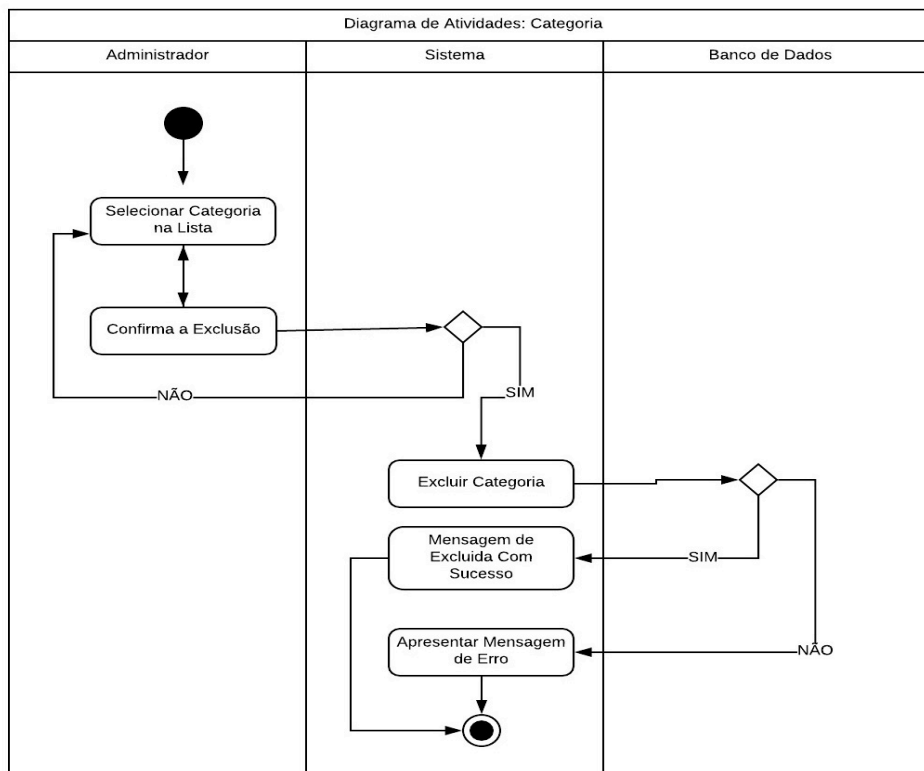 Diagrama de Atividades: Categoria
Administrador
Sistema
Banco de Dados
Selecionar Categoria
na Lista
Confirma a Exclusão
NÃO
SIM
Excluir Categoria
Mensagem de
Excluida Com
Sucesso
SIM
Apresentar Mensagem
de Erro
NÃO